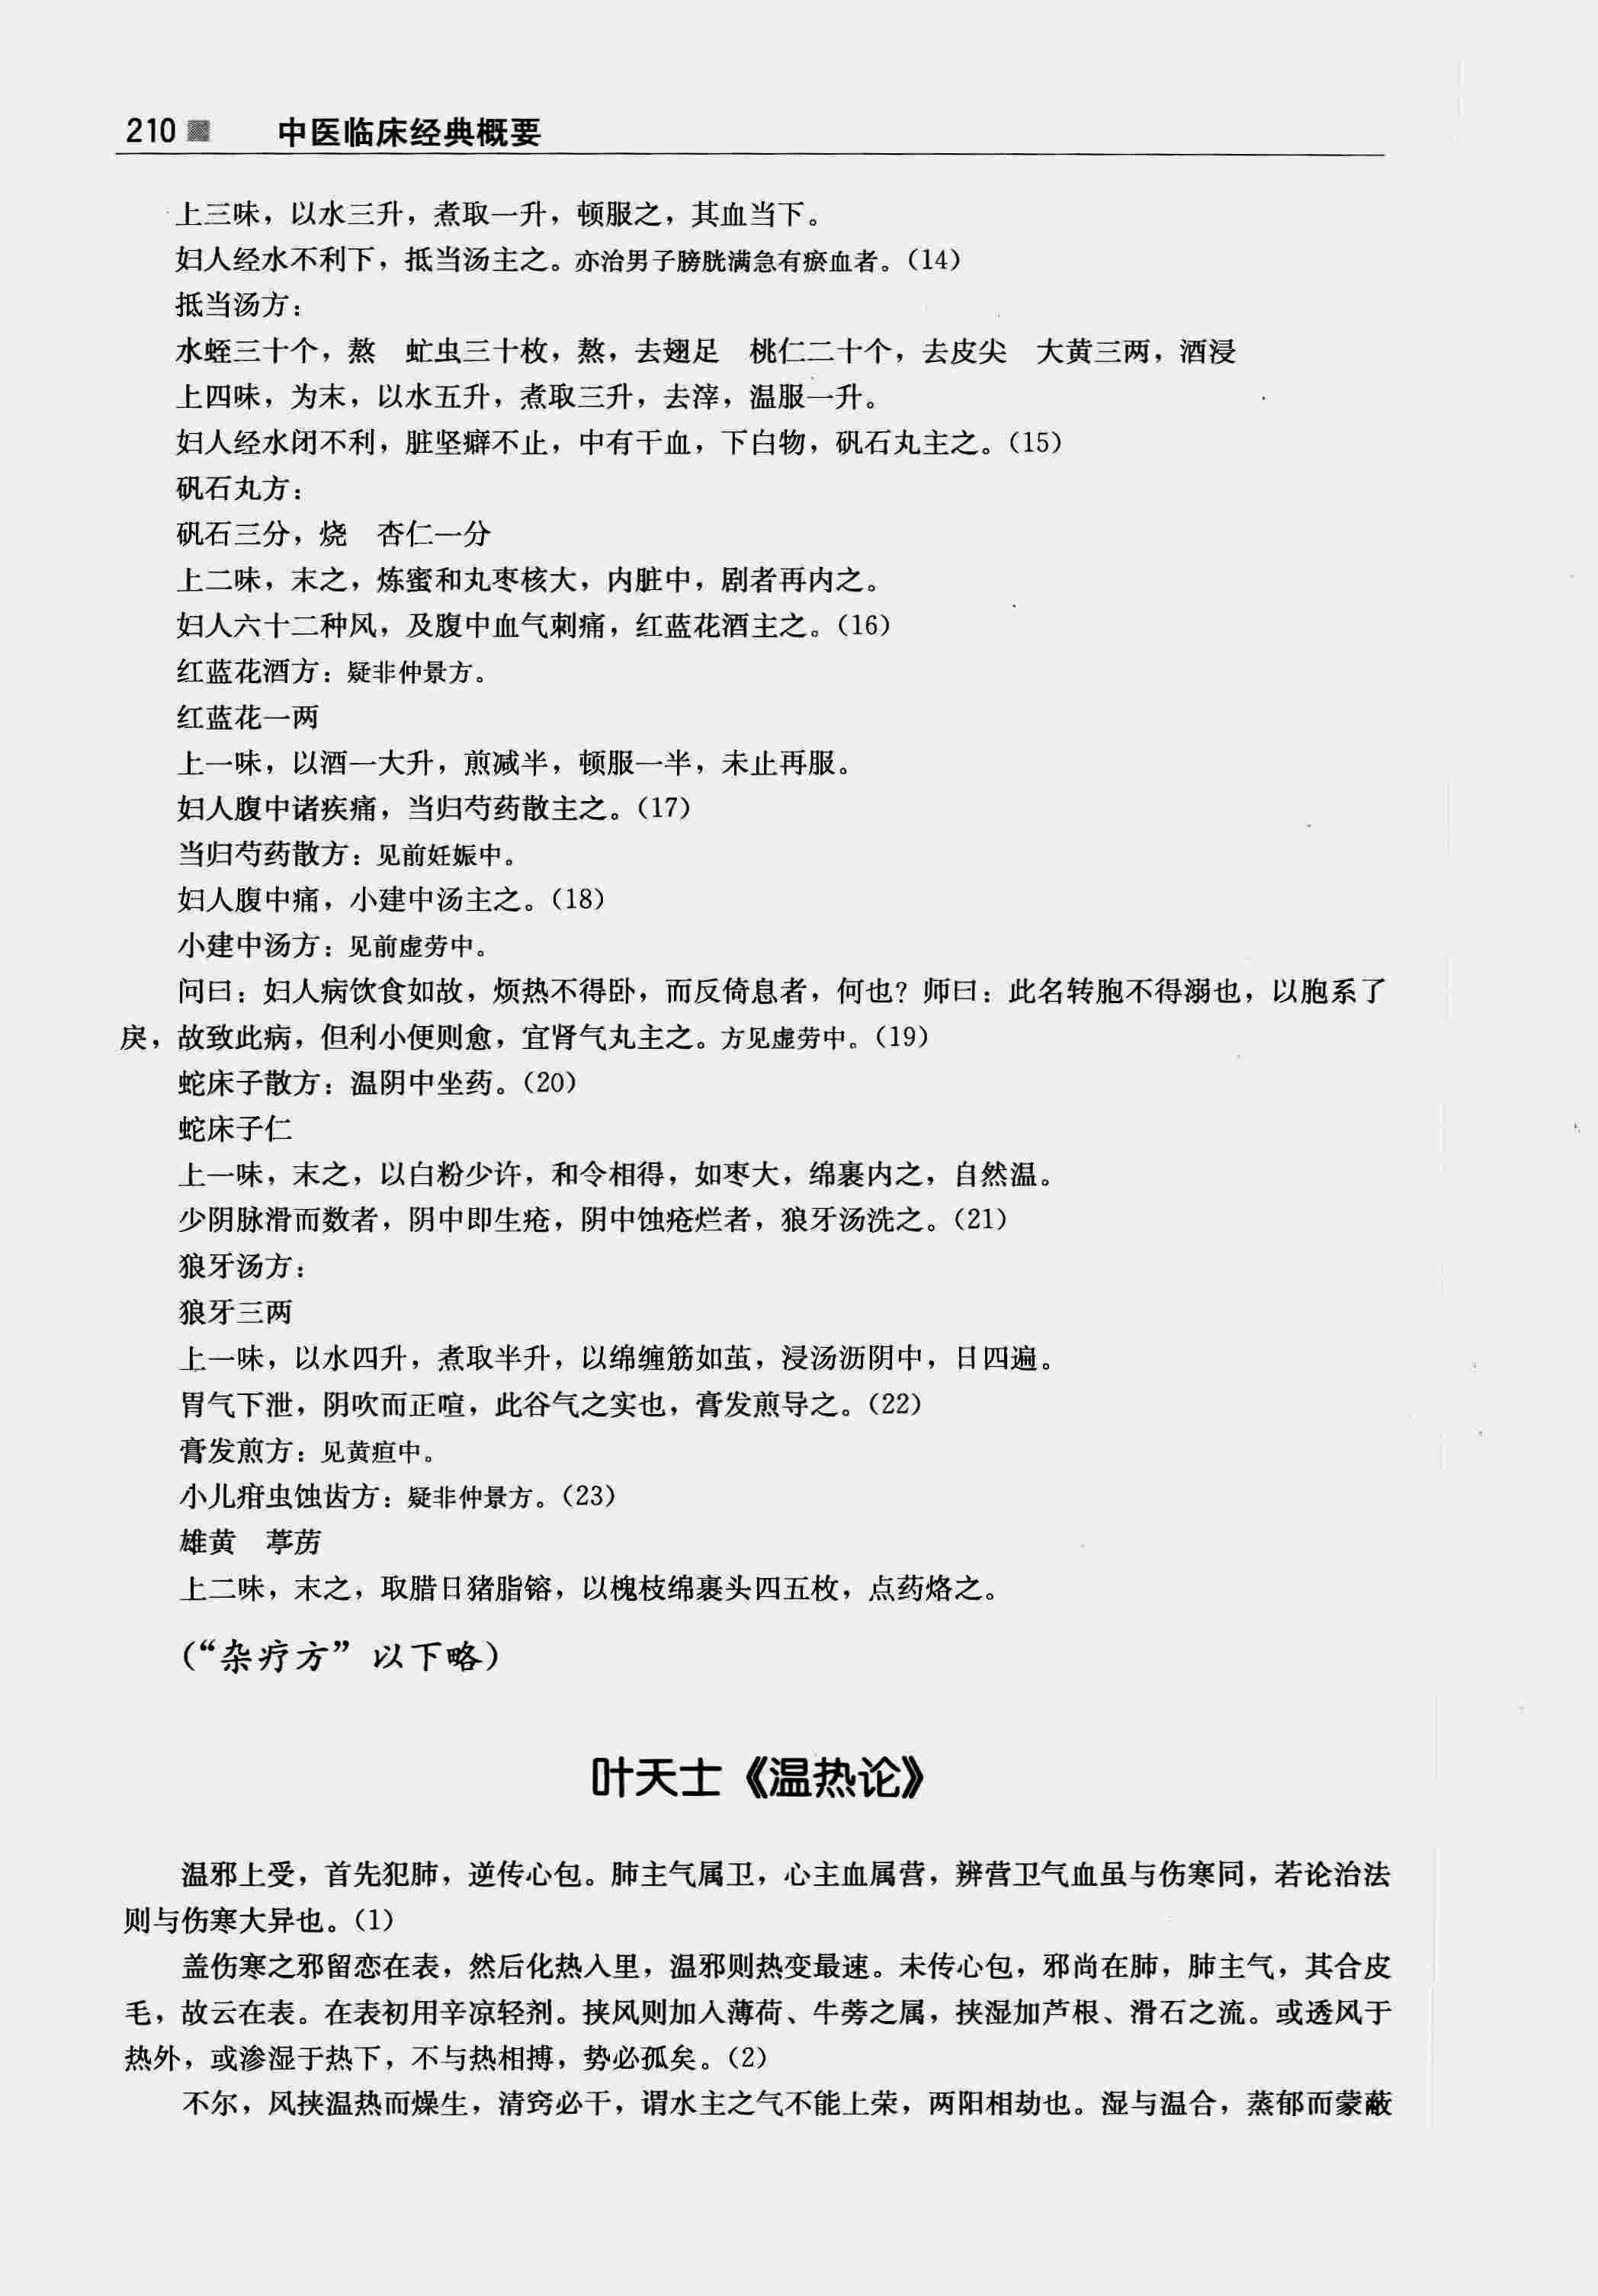 210 中医临床经典概要
上三味，以水三升，煮取一升，顿服之，其血当下。
妇人经水不利下，抵当汤主之。亦治男子膀胱满急有瘀血者。（14）
抵当汤方：
水蛭三十个，熬　虻虫三十枚，熬，去翅足　桃仁二十个，去皮尖　大黄三两，酒浸
上四味，为末，以水五升，煮取三升，去滓，温服一升。
妇人经水闭不利，脏坚癖不止，中有干血，下白物，矾石丸主之。（15）
矾石丸方：
矾石三分，烧　杏仁一分
上二味，末之，炼蜜和丸枣核大，内脏中，剧者再内之。
妇人六十二种风，及腹中血气刺痛，红蓝花酒主之。（16）
红蓝花酒方：疑非仲景方。
红蓝花一两
上一味，以酒一大升，煎减半，顿服一半，未止再服。
妇人腹中诸疾痛，当归芍药散主之。（17）
当归芍药散方：见前妊娠中。
妇人腹中痛，小建中汤主之。（18）
小建中汤方：见前虚劳中。
问曰：妇人病饮食如故，烦热不得卧，而反倚息者，何也？师曰：此名转胞不得溺也，以胞系了
戾，故致此病，但利小便则愈，宜肾气丸主之。方见虚劳中。（19）
蛇床子散方：温阴中坐药。（20）
蛇床子仁
上一味，末之，以白粉少许，和令相得，如枣大，绵裹内之，自然温。
少阴脉滑而数者，阴中即生疮，阴中蚀疮烂者，狼牙汤洗之。（21）
狼牙汤方：
狼牙三两
上一味，以水四升，煮取半升，以绵缠筋如茧，浸汤沥阴中，日四遍。
胃气下泄，阴吹而正喧，此谷气之实也，膏发煎导之。（22）
膏发煎方：见黄疸中。
小儿疳虫蚀齿方：疑非仲景方。（23）
雄黄　葶苈
上二味，末之，取腊日猪脂镕，以槐枝绵裹头四五枚，点药烙之。
（“杂疗方”以下略）
叶天士《温热论》
温邪上受，首先犯肺，逆传心包。肺主气属卫，心主血属营，辨营卫气血虽与伤寒同，若论治法
则与伤寒大异也。（1）
盖伤寒之邪留恋在表，然后化热入里，温邪则热变最速。未传心包，邪尚在肺，肺主气，其合皮
毛，故云在表。在表初用辛凉轻剂。挟风则加入薄荷、牛蒡之属，挟湿加芦根、滑石之流。或透风于
热外，或渗湿于热下，不与热相搏，势必孤矣。（2）
不尔，风挟温热而燥生，清窍必干，谓水主之气不能上荣，两阳相劫也。湿与温合，蒸郁而蒙蔽